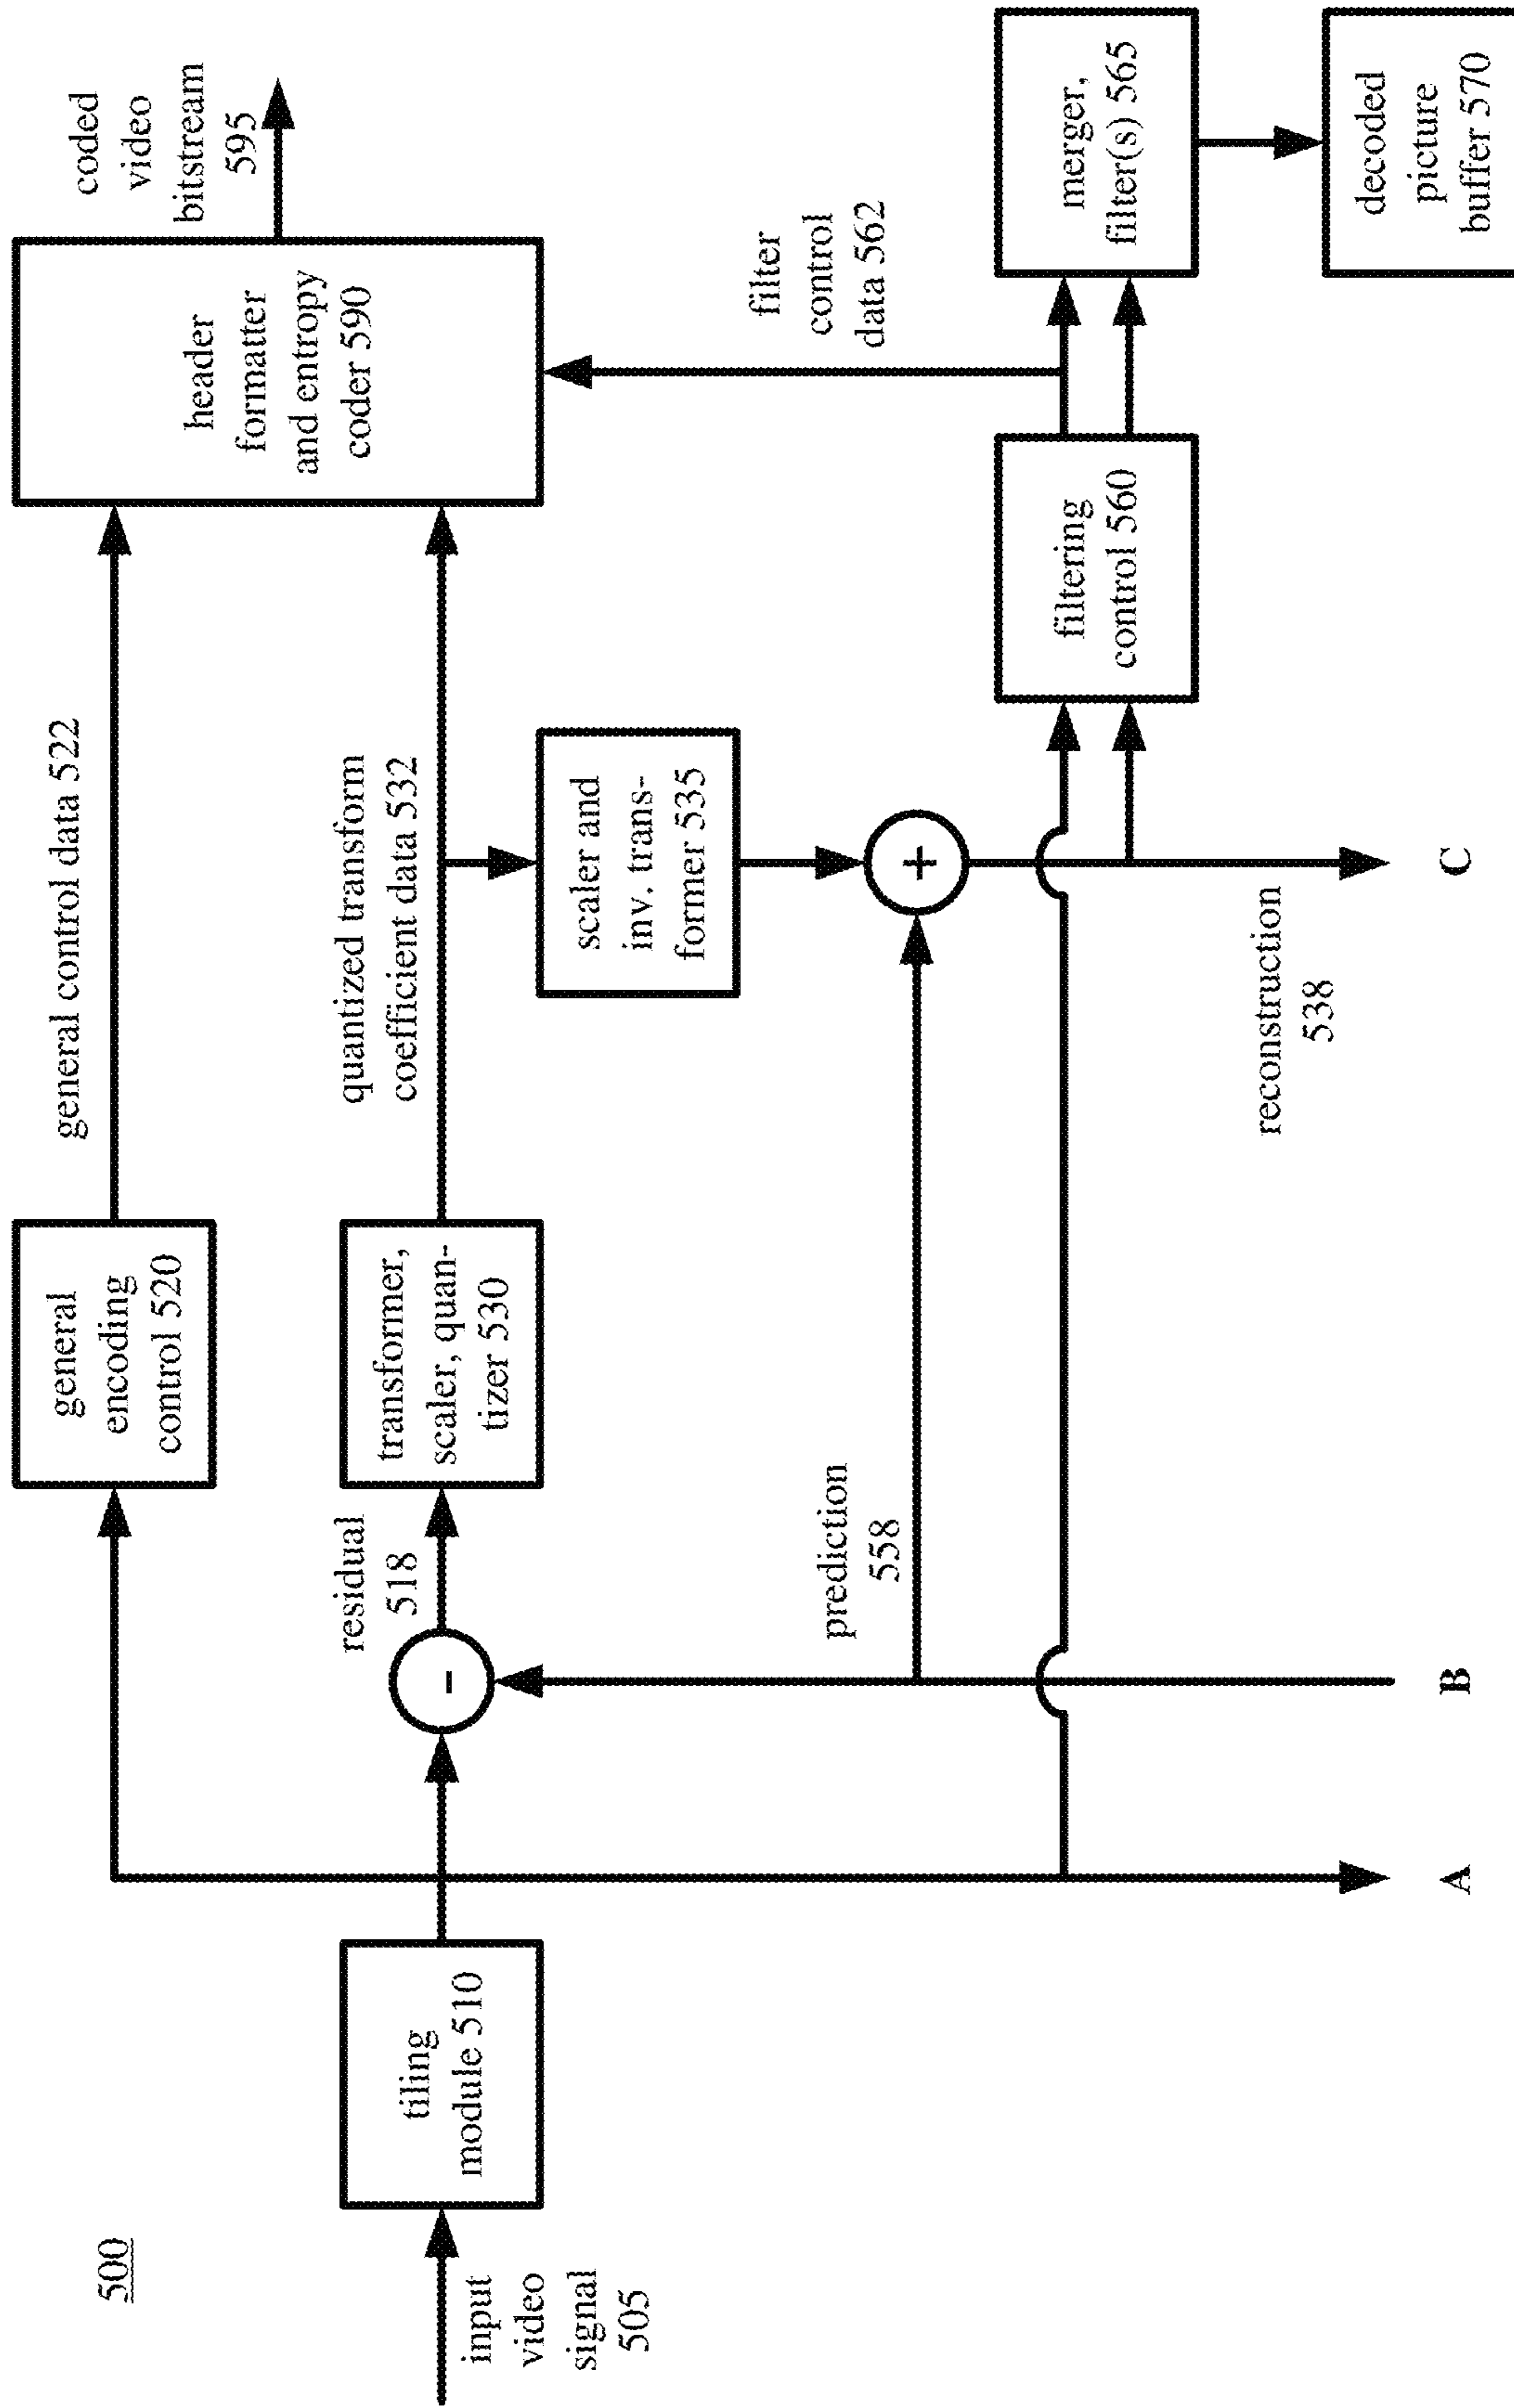 500
general
encoding
control 520
general control data 522
header
formatter
and entropy
coder 590
coded
video
bitstream
595
input
video
signal
505
tiling
module 510
-
residual
518
transformer,
scaler, quan-
tizer 530
quantized transform
coefficient data 532
scaler and
inv. trans-
former 535
+
prediction
558
filter
control
data 562
filtering
control 560
merger,
filter(s) 565
decoded
picture
buffer 570
reconstruction
538
A
B
C